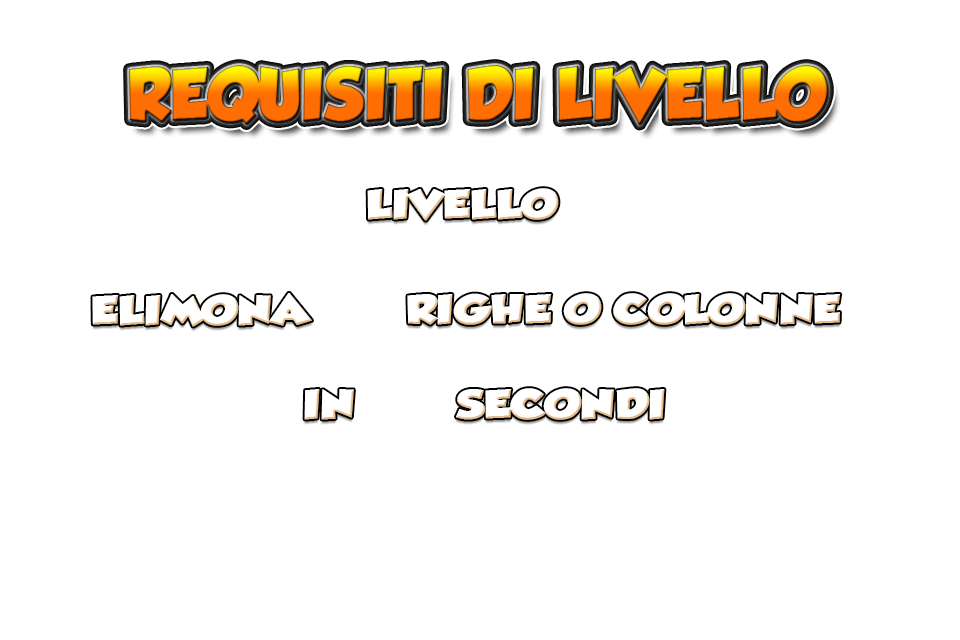 REQUISITI DI LIVELLO
LIVELLO
ELIMONA RIGHE O COLONNE
IN SECONDI